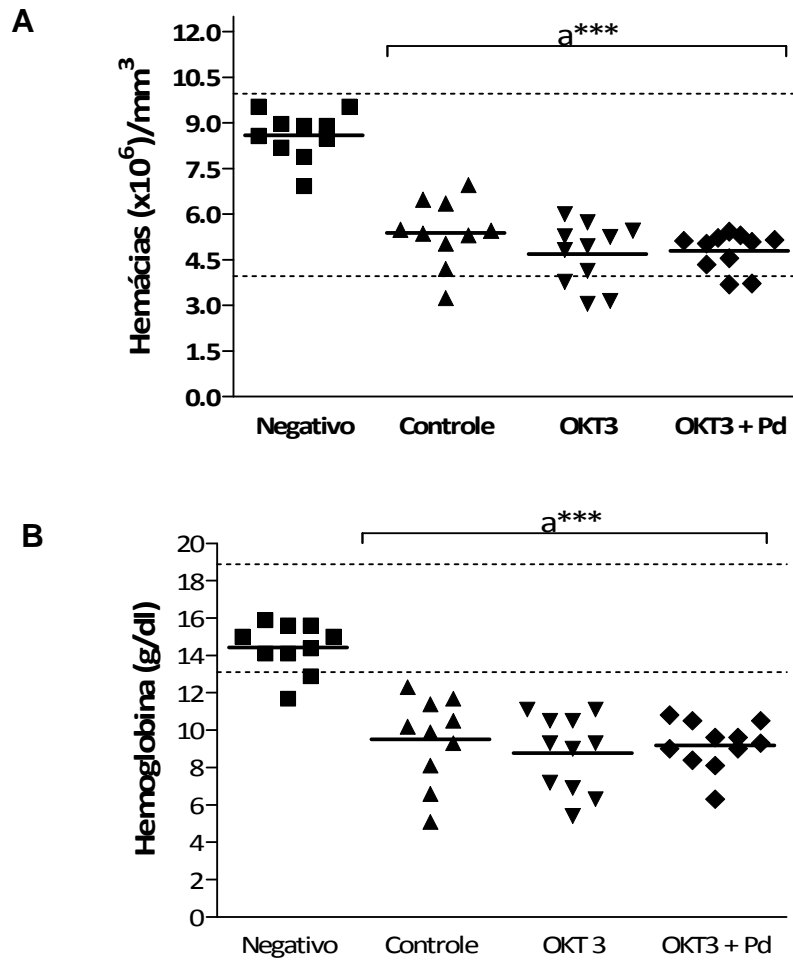 A
a***
Hemácias (x10⁶)/mm³
12.0
10.5
9.0
7.5
6.0
4.5
3.0
1.5
0.0
Negativo Controle OKT3 OKT3 + Pd
B
a***
Hemoglobina (g/dl)
20
18
16
14
12
10
8
6
4
2
0
Negativo Controle OKT 3 OKT3 + Pd